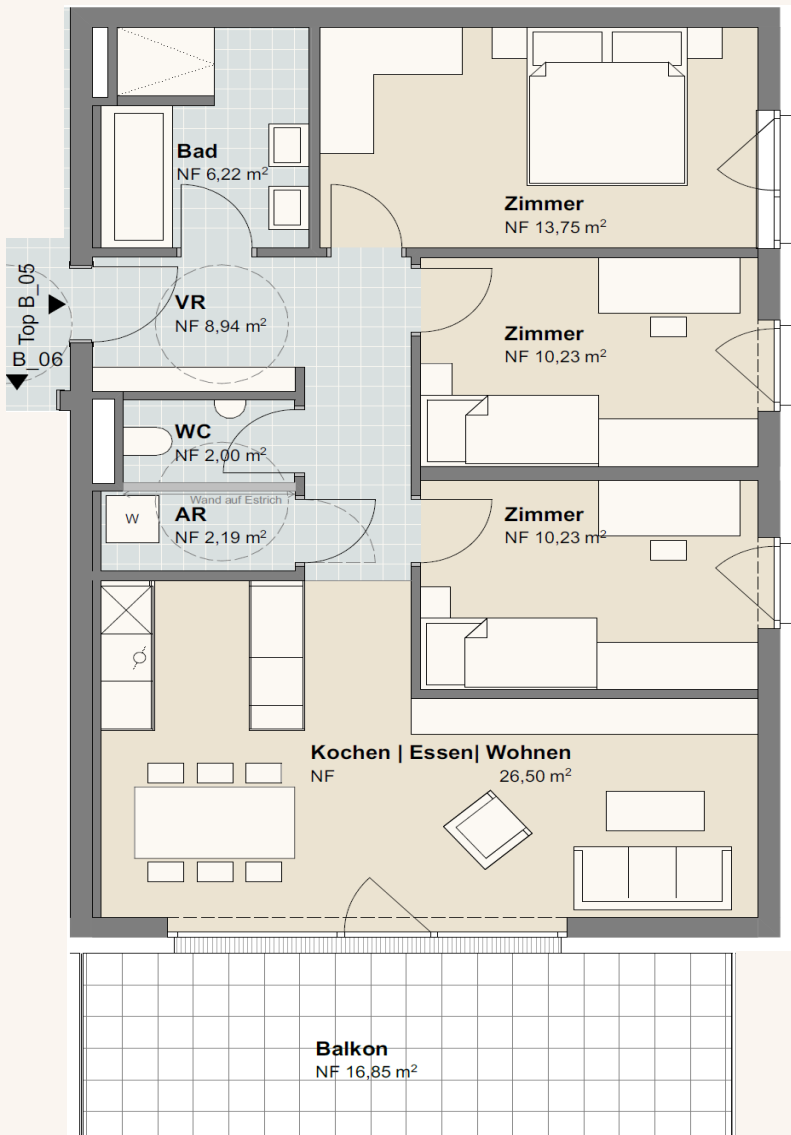 Bad
NF 6,22 m²
Zimmer
NF 13,75 m²
Top B_05
B_06
VR
NF 8,94 m²
Zimmer
NF 10,23 m²
WC
NF 2,00 m²
Wand auf Estrich
W
AR
NF 2,19 m²
Zimmer
NF 10,23 m²
Kochen | Essen| Wohnen
NF 26,50 m²
Balkon
NF 16,85 m²